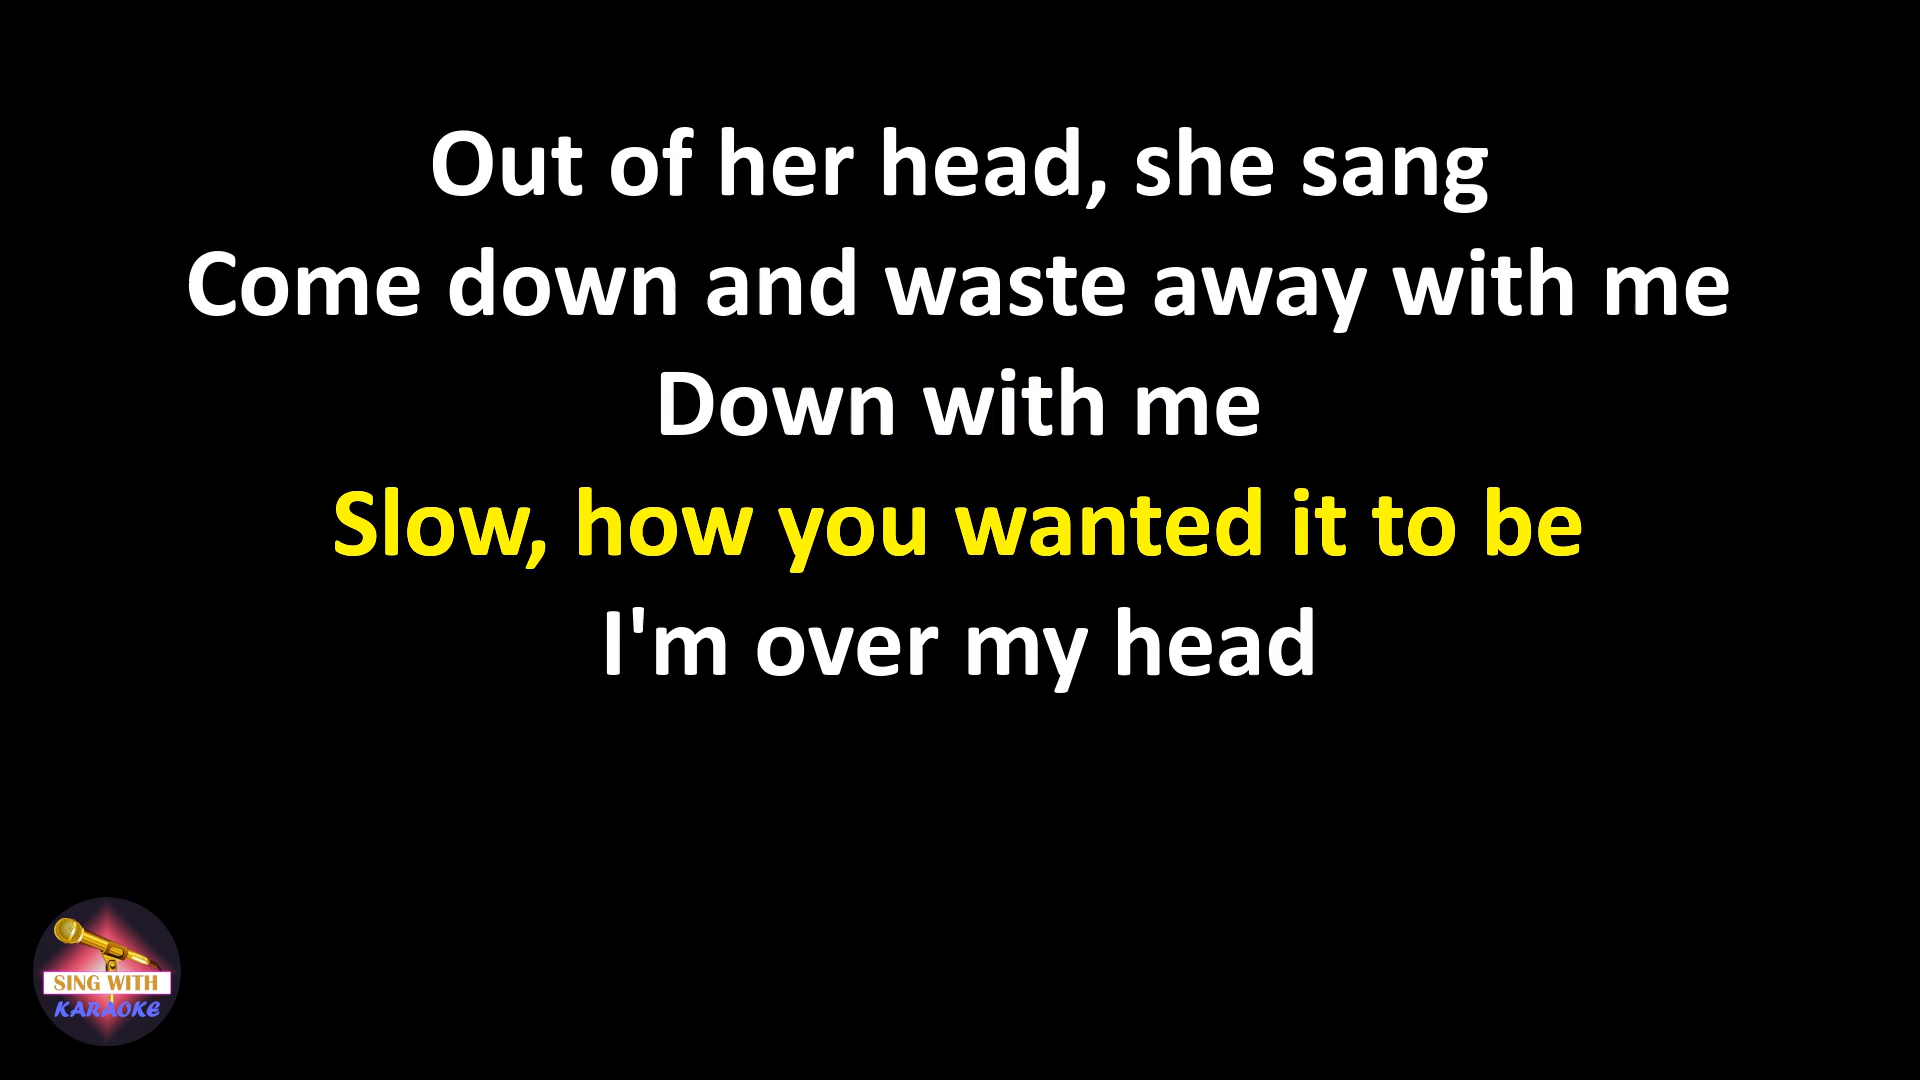 Out of her head, she sang
Come down and waste away with me
Down with me
Slow, how you wanted it to be
I'm over my head
SING WITH
KARAOKE